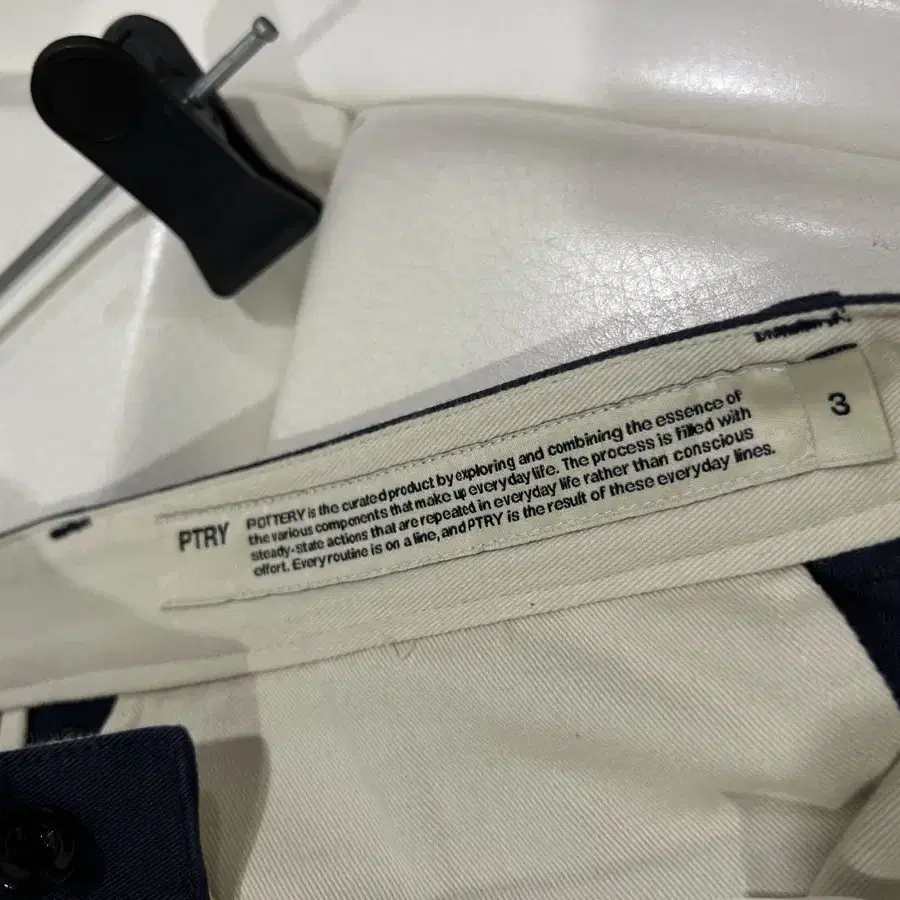 PTRY
POTTERY is the curated product by exploring and combining the essence of
the various components that make up everyday life. The process is filled with
steady-state actions that are repeated in everyday life rather than conscious
effort. Every routine is on a line, and PTRY is the result of these everyday lines.
3